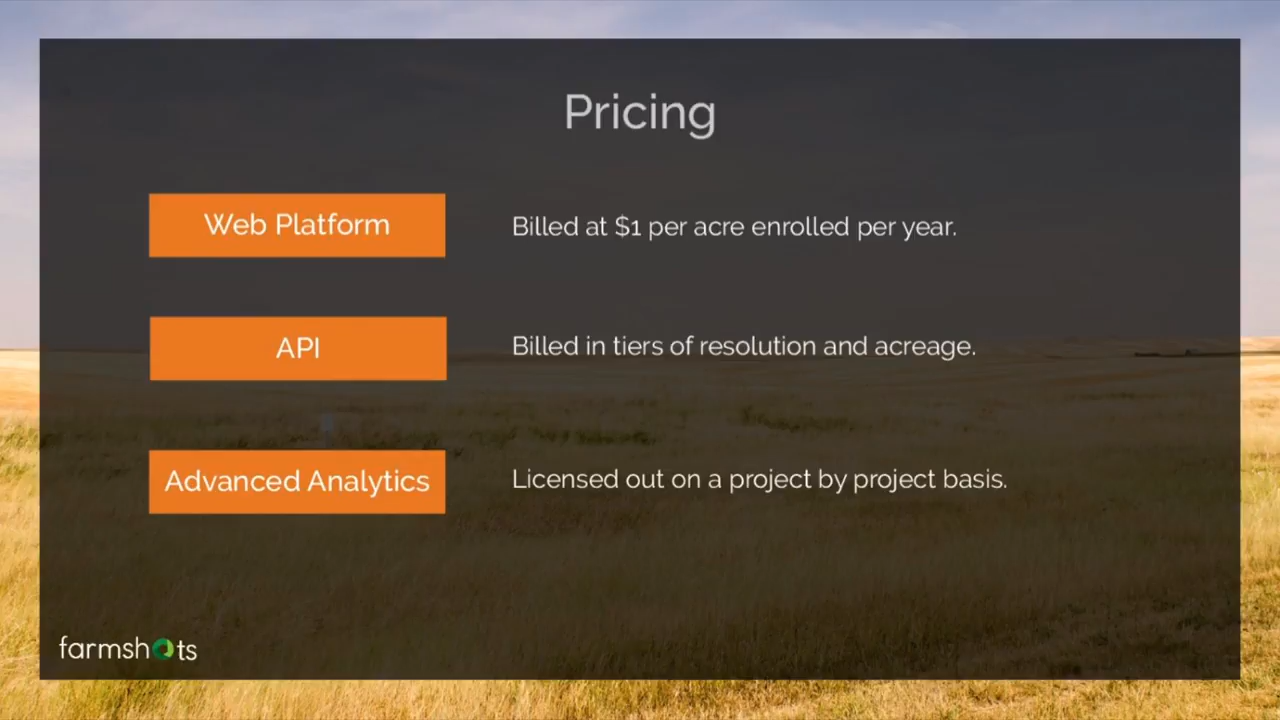 Pricing
Web Platform
Billed at $1 per acre enrolled per year.
API
Billed in tiers of resolution and acreage.
Advanced Analytics
Licensed out on a project by project basis.
farmshots